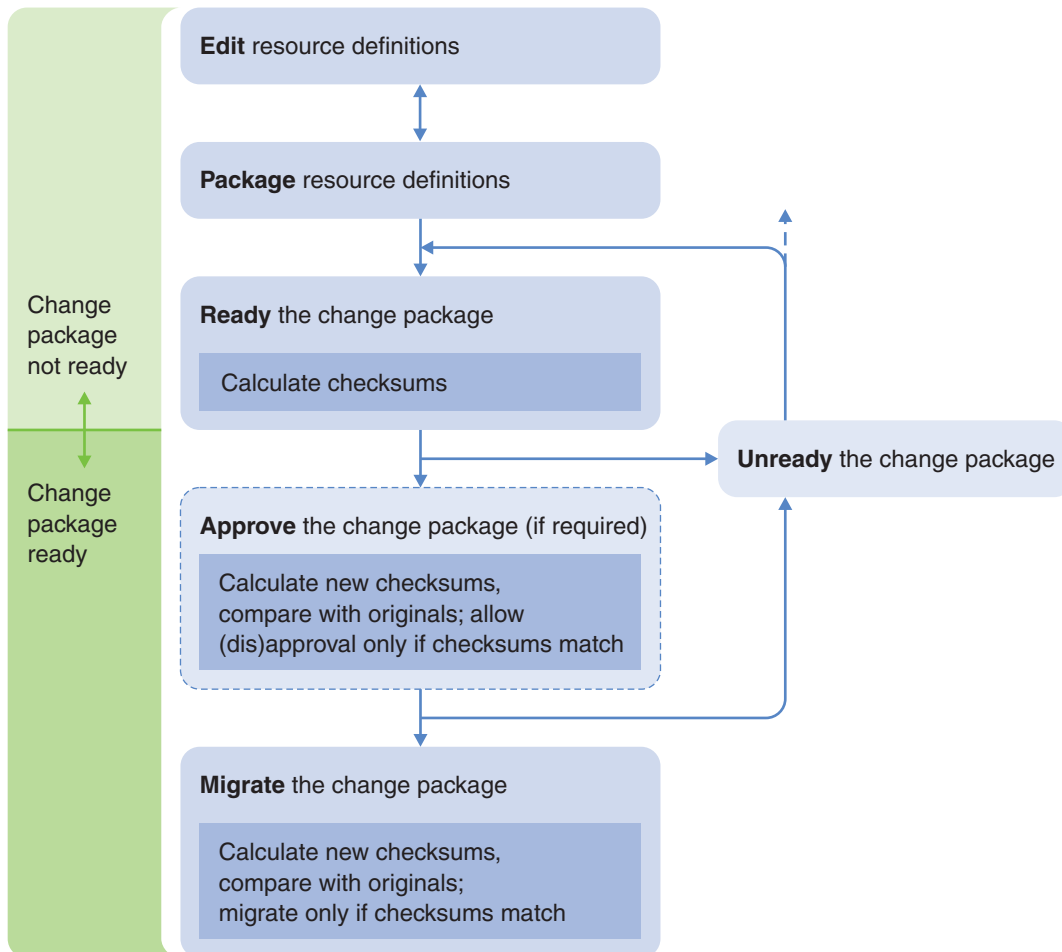 Edit resource definitions
Package resource definitions
Change
package
not ready
Ready the change package
Calculate checksums
Change
package
ready
Unready the change package
Approve the change package (if required)
Calculate new checksums,
compare with originals; allow
(dis)approval only if checksums match
Migrate the change package
Calculate new checksums,
compare with originals;
migrate only if checksums match